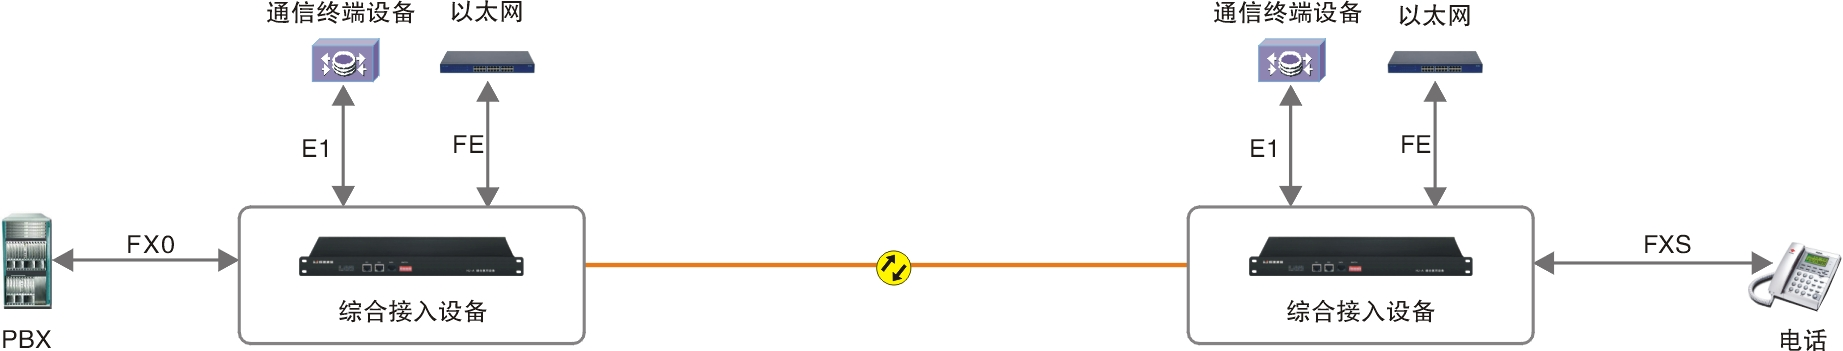 通信终端设备 以太网 通信终端设备 以太网
E1 FE E1 FE
FX0 FXS
综合接入设备 综合接入设备
PBX 电话